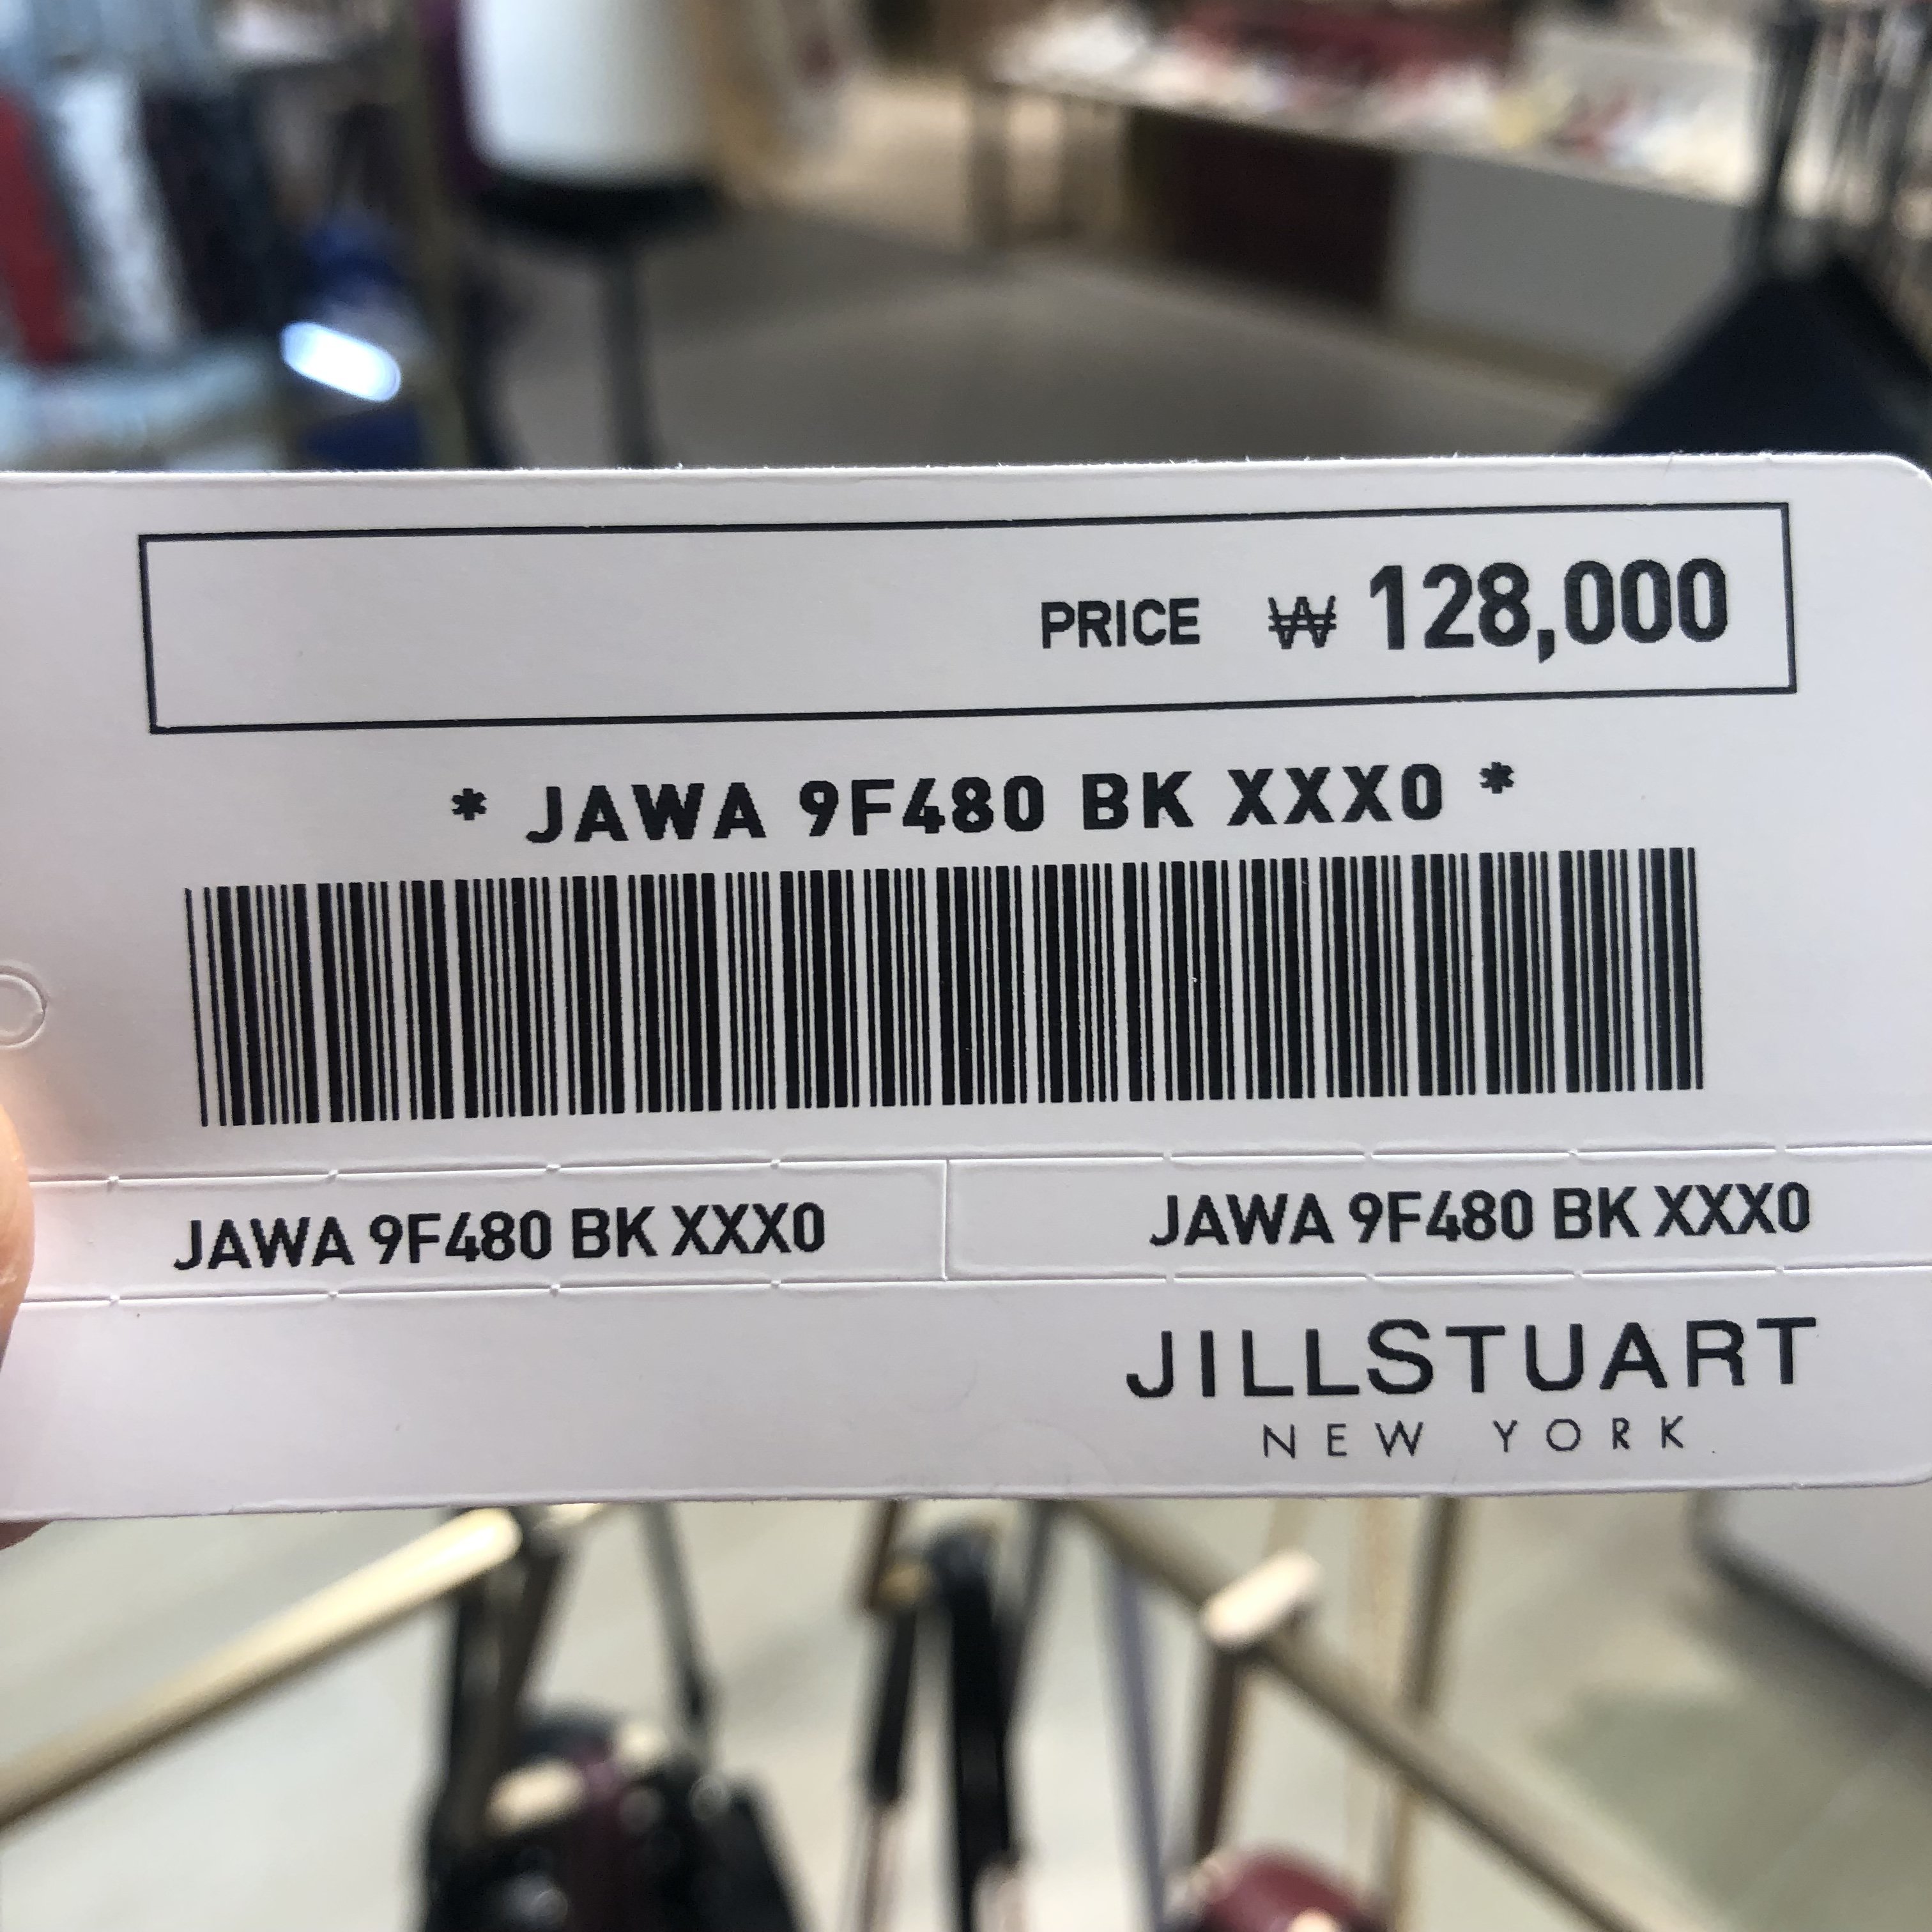 PRICE ₩ 128,000
* JAWA 9F480 BK XXX0 *
JAWA 9F480 BK XXX0 JAWA 9F480 BK XXX0
JILLSTUART
NEW YORK